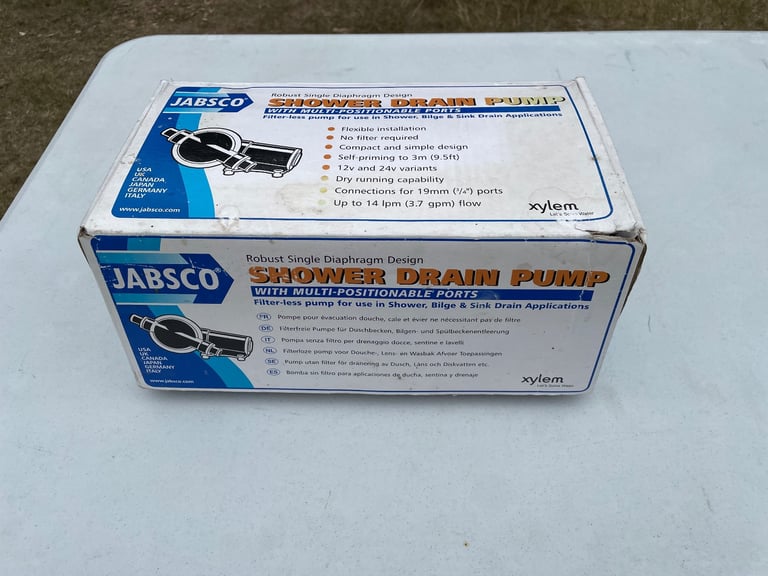 JABSCO®
Robust Single Diaphragm Design
SHOWER DRAIN PUMP
WITH MULTI-POSITIONABLE PORTS
Filter-less pump for use in Shower, Bilge & Sink Drain Applications
Flexible installation
No filter required
Compact and simple design
Self-priming to 3m (9.5ft)
12v and 24v variants
Dry running capability
Connections for 19mm (3/4") ports
Up to 14 lpm (3.7 gpm) flow
USA
UK
CANADA
JAPAN
GERMANY
ITALY
www.jabsco.com
xylem
Let's Solve Water
JABSCO®
Robust Single Diaphragm Design
SHOWER DRAIN PUMP
WITH MULTI-POSITIONABLE PORTS
Filter-less pump for use in Shower, Bilge & Sink Drain Applications
FR Pompe pour évacuation douche, cale et évier ne nécessitant pas de filtre
DE Filterfreie Pumpe für Duschbecken, Bilgen- und Spülbeckenentleerung
IT Pompa senza filtro per drenaggio docce, sentine e lavelli
NL Filterloze pomp voor Douche-, Lens- en Wasbak Afvoer Toepassingen
SE Pump utan filter för dränering av Dusch, Läns och Diskvatten etc.
ES Bomba sin filtro para aplicaciones de ducha, sentina y drenaje
USA
UK
CANADA
JAPAN
GERMANY
ITALY
www.jabsco.com
xylem
Let's Solve Water